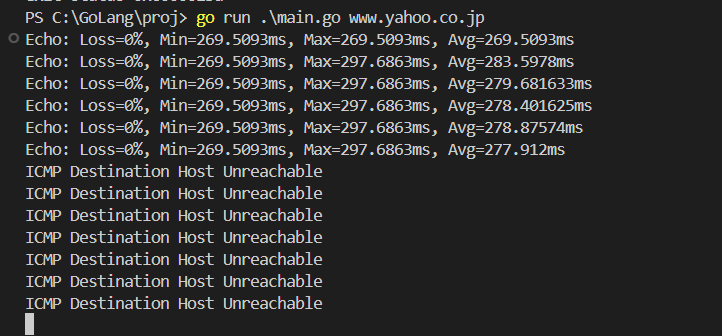 PS C:\GoLang\proj> go run .\main.go www.yahoo.co.jp
Echo: Loss=0%, Min=269.5093ms, Max=269.5093ms, Avg=269.5093ms
Echo: Loss=0%, Min=269.5093ms, Max=297.6863ms, Avg=283.5978ms
Echo: Loss=0%, Min=269.5093ms, Max=297.6863ms, Avg=279.681633ms
Echo: Loss=0%, Min=269.5093ms, Max=297.6863ms, Avg=278.401625ms
Echo: Loss=0%, Min=269.5093ms, Max=297.6863ms, Avg=278.87574ms
Echo: Loss=0%, Min=269.5093ms, Max=297.6863ms, Avg=277.912ms
ICMP Destination Host Unreachable
ICMP Destination Host Unreachable
ICMP Destination Host Unreachable
ICMP Destination Host Unreachable
ICMP Destination Host Unreachable
ICMP Destination Host Unreachable
ICMP Destination Host Unreachable